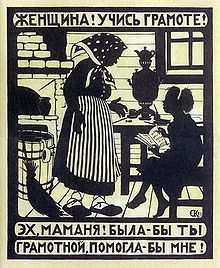 ЖЕНЩИНА! УЧИСЬ ГРАМОТЕ!
ЭХ, МАМАНЯ! БЫЛА-БЫ ТЫ
ГРАМОТНОЙ, ПОМОГЛА-БЫ МНЕ!